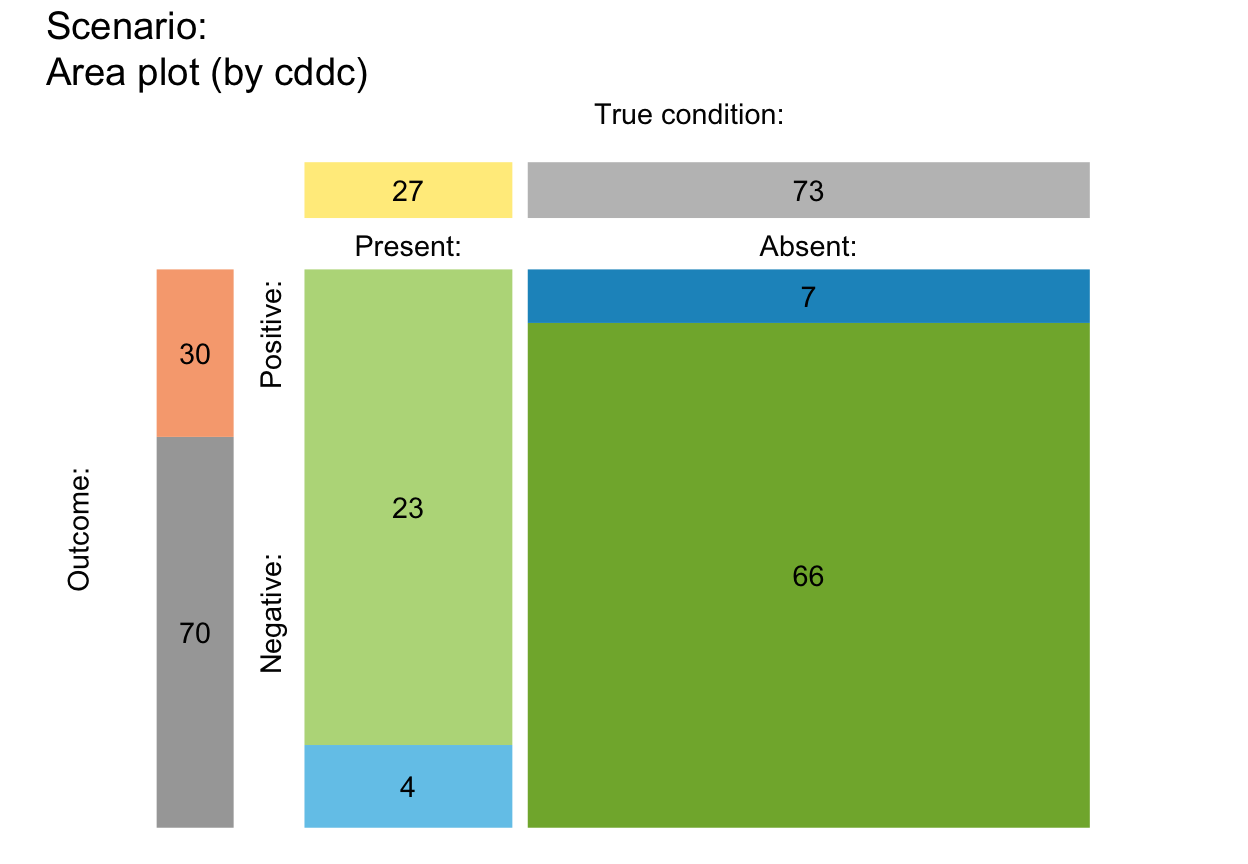 Scenario:
Area plot (by cddc)
True condition:
27
73
Present:
Absent:
Outcome:
30
70
Positive:
Negative:
23
4
7
66